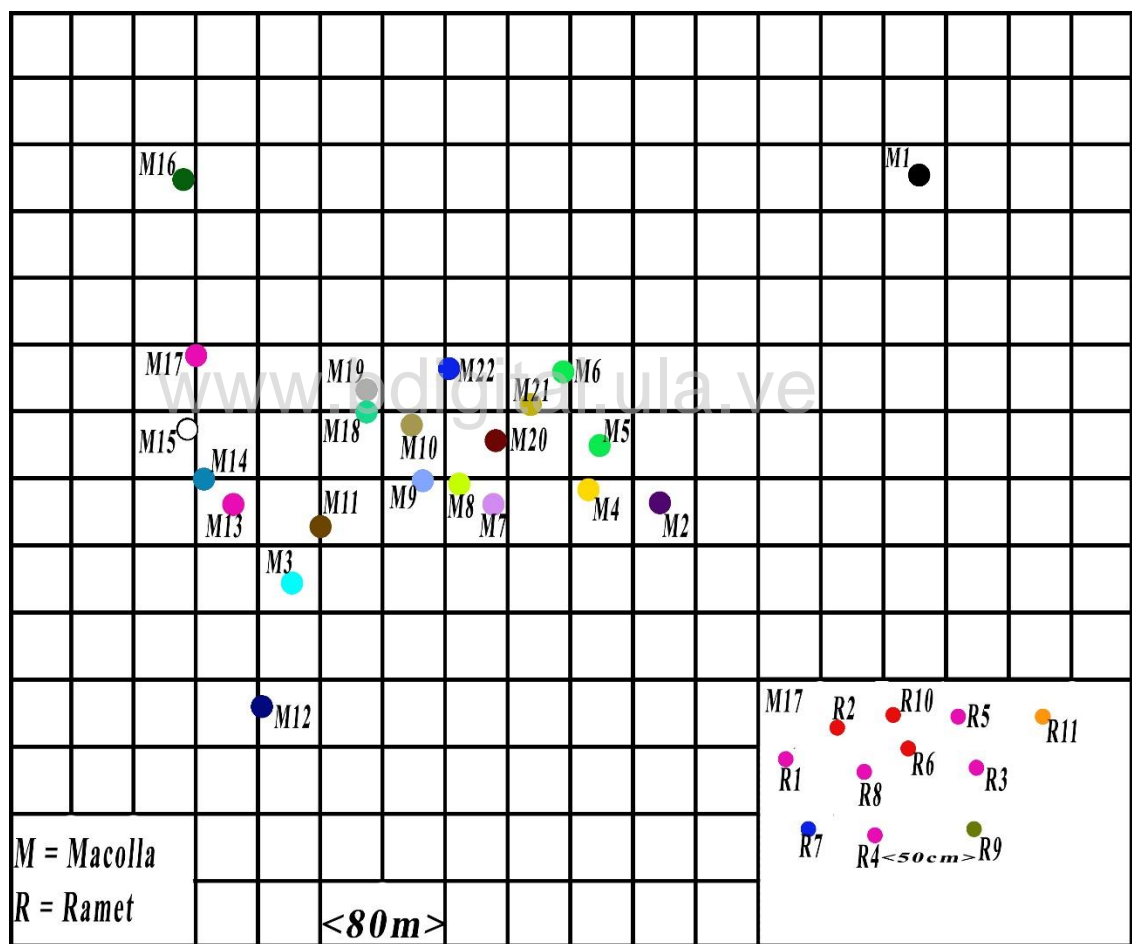 M16
M1
M17
M19
M22
M6
www.bdigital.ula.ve
M21
M18
M15
M10
M20
M5
M14
M9
M8
M11
M13
M7
M4
M2
M3
M12
M17
R2
R10
R5
R11
R1
R8
R6
R3
R7
R4
<50cm>
R9
M = Macolla
R = Ramet
<80m>